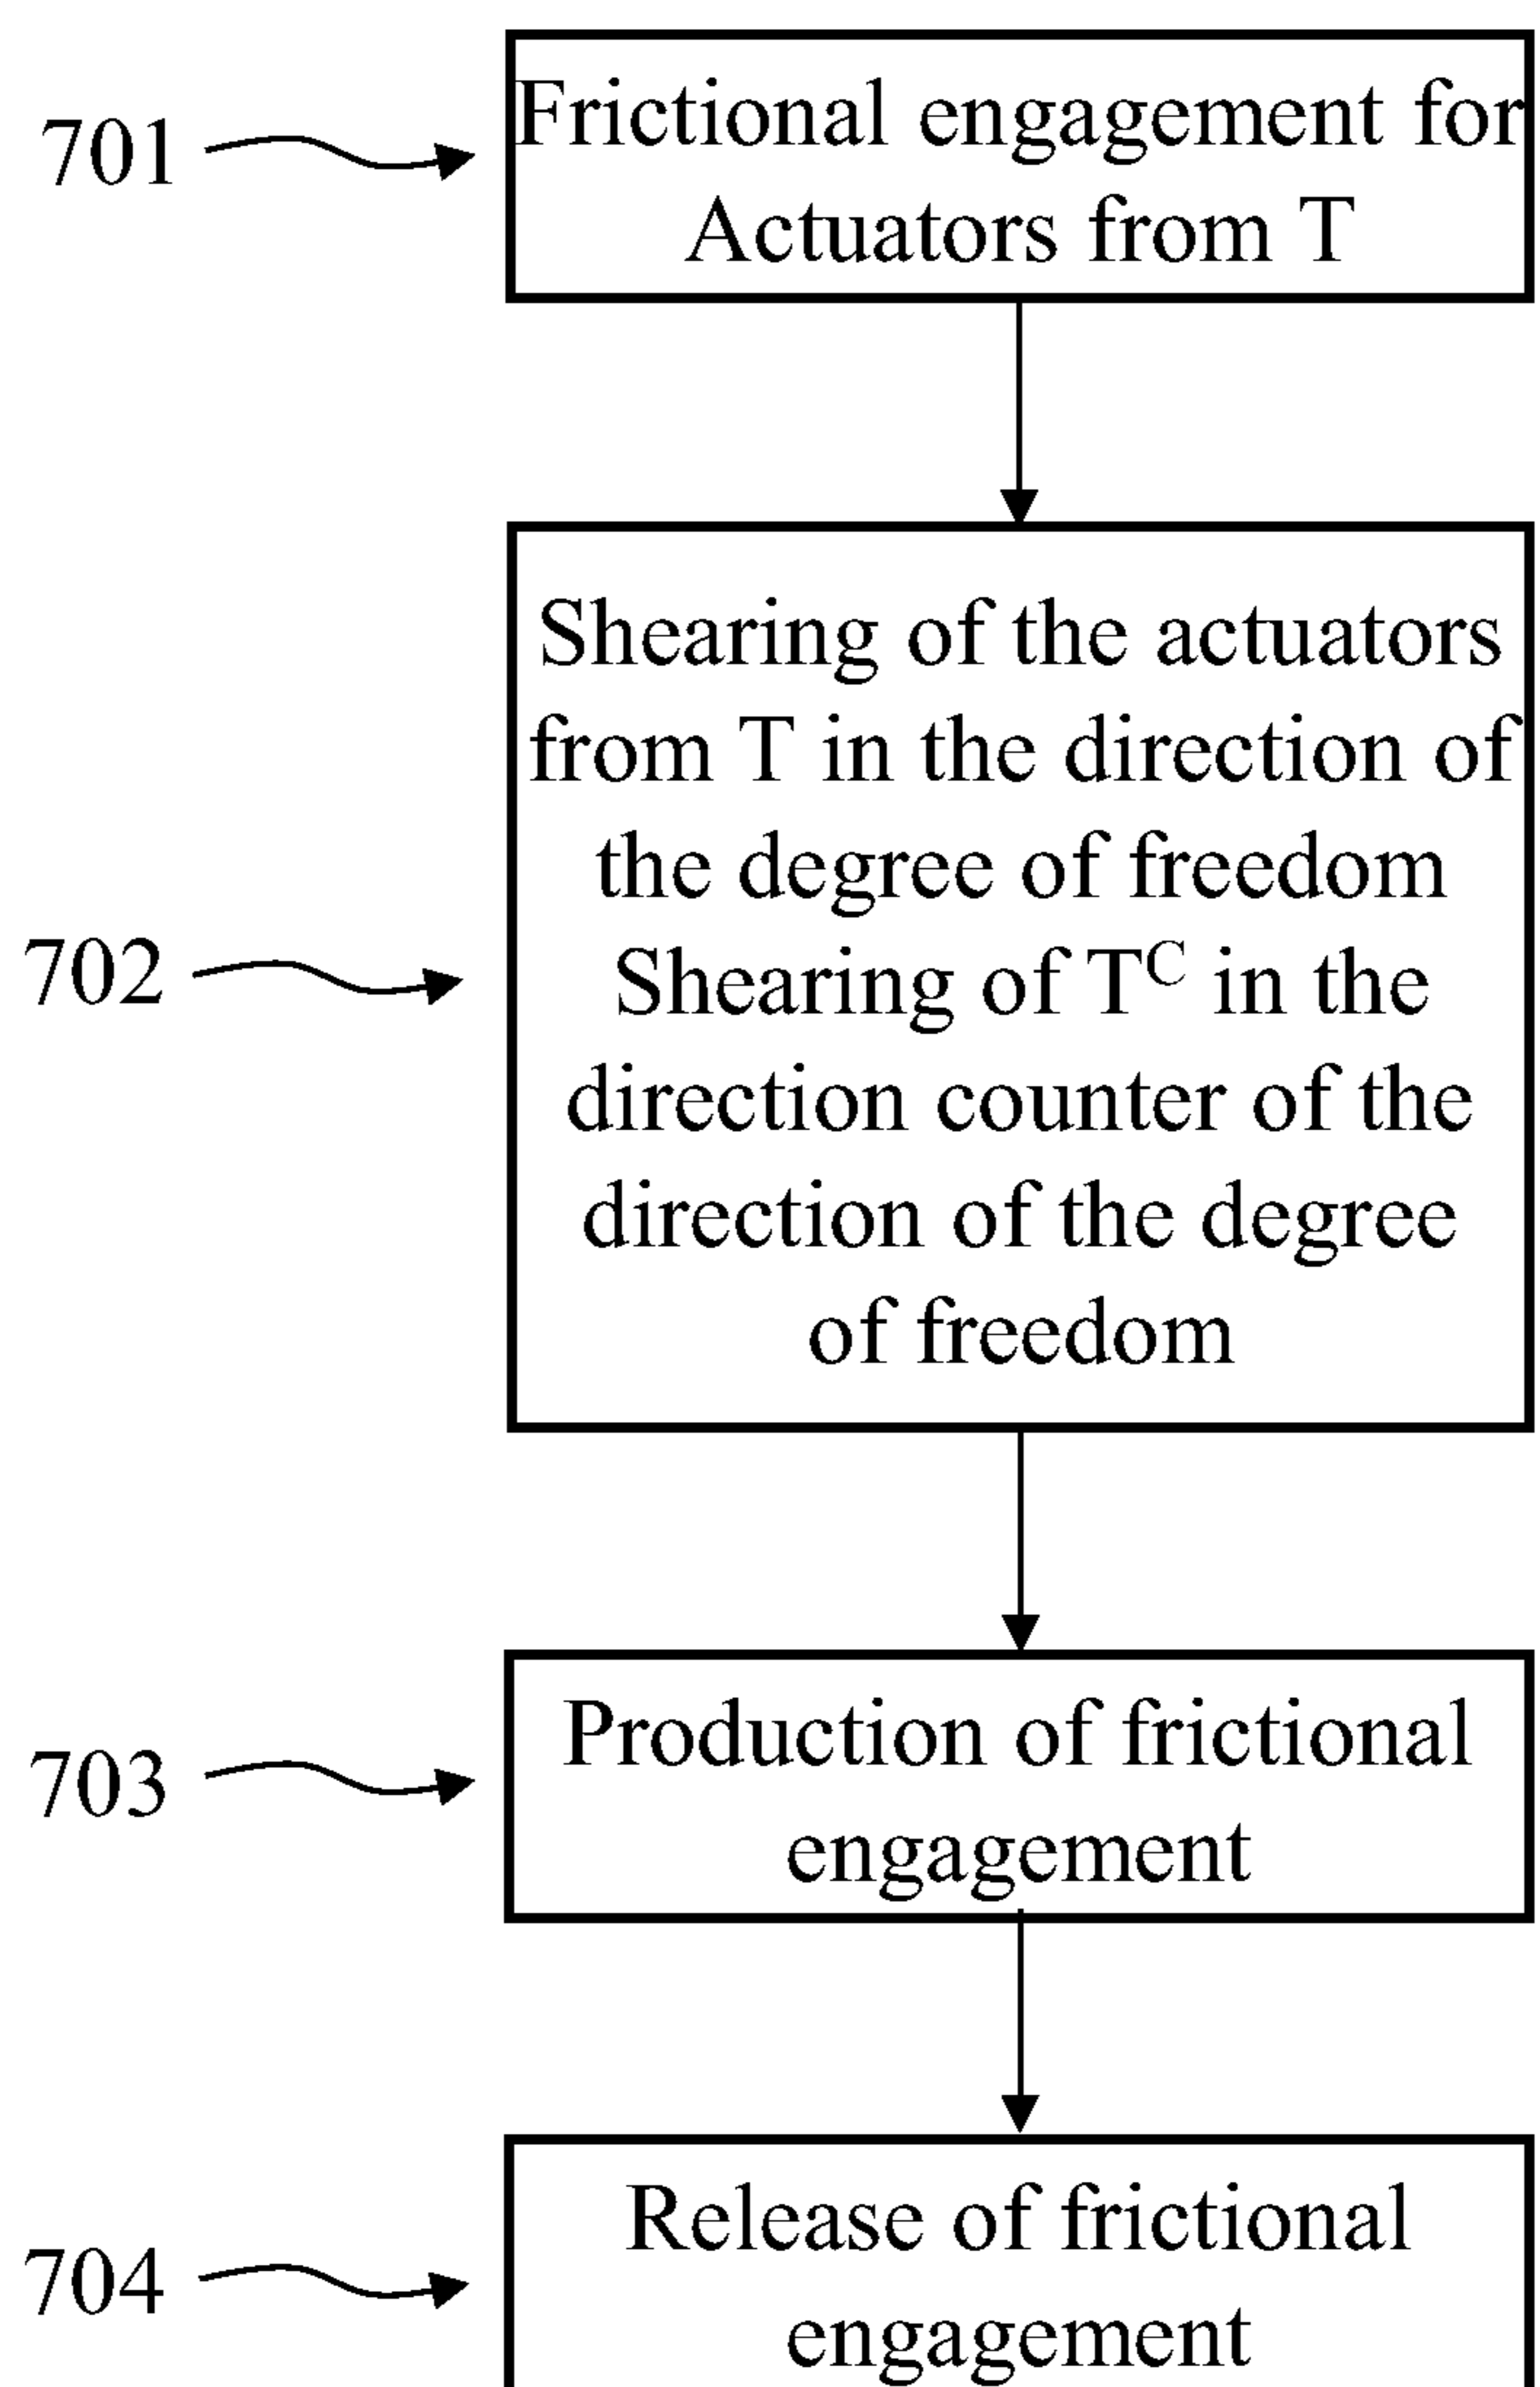 701
Frictional engagement for
Actuators from T
702
Shearing of the actuators
from T in the direction of
the degree of freedom
Shearing of Tᶜ in the
direction counter of the
direction of the degree
of freedom
703
Production of frictional
engagement
704
Release of frictional
engagement